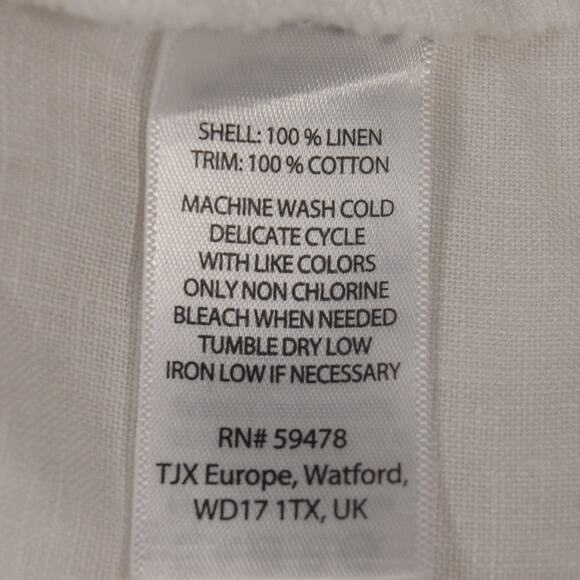 SHELL: 100 % LINEN
TRIM: 100 % COTTON
MACHINE WASH COLD
DELICATE CYCLE
WITH LIKE COLORS
ONLY NON CHLORINE
BLEACH WHEN NEEDED
TUMBLE DRY LOW
IRON LOW IF NECESSARY
RN# 59478
TJX Europe, Watford,
WD17 1TX, UK